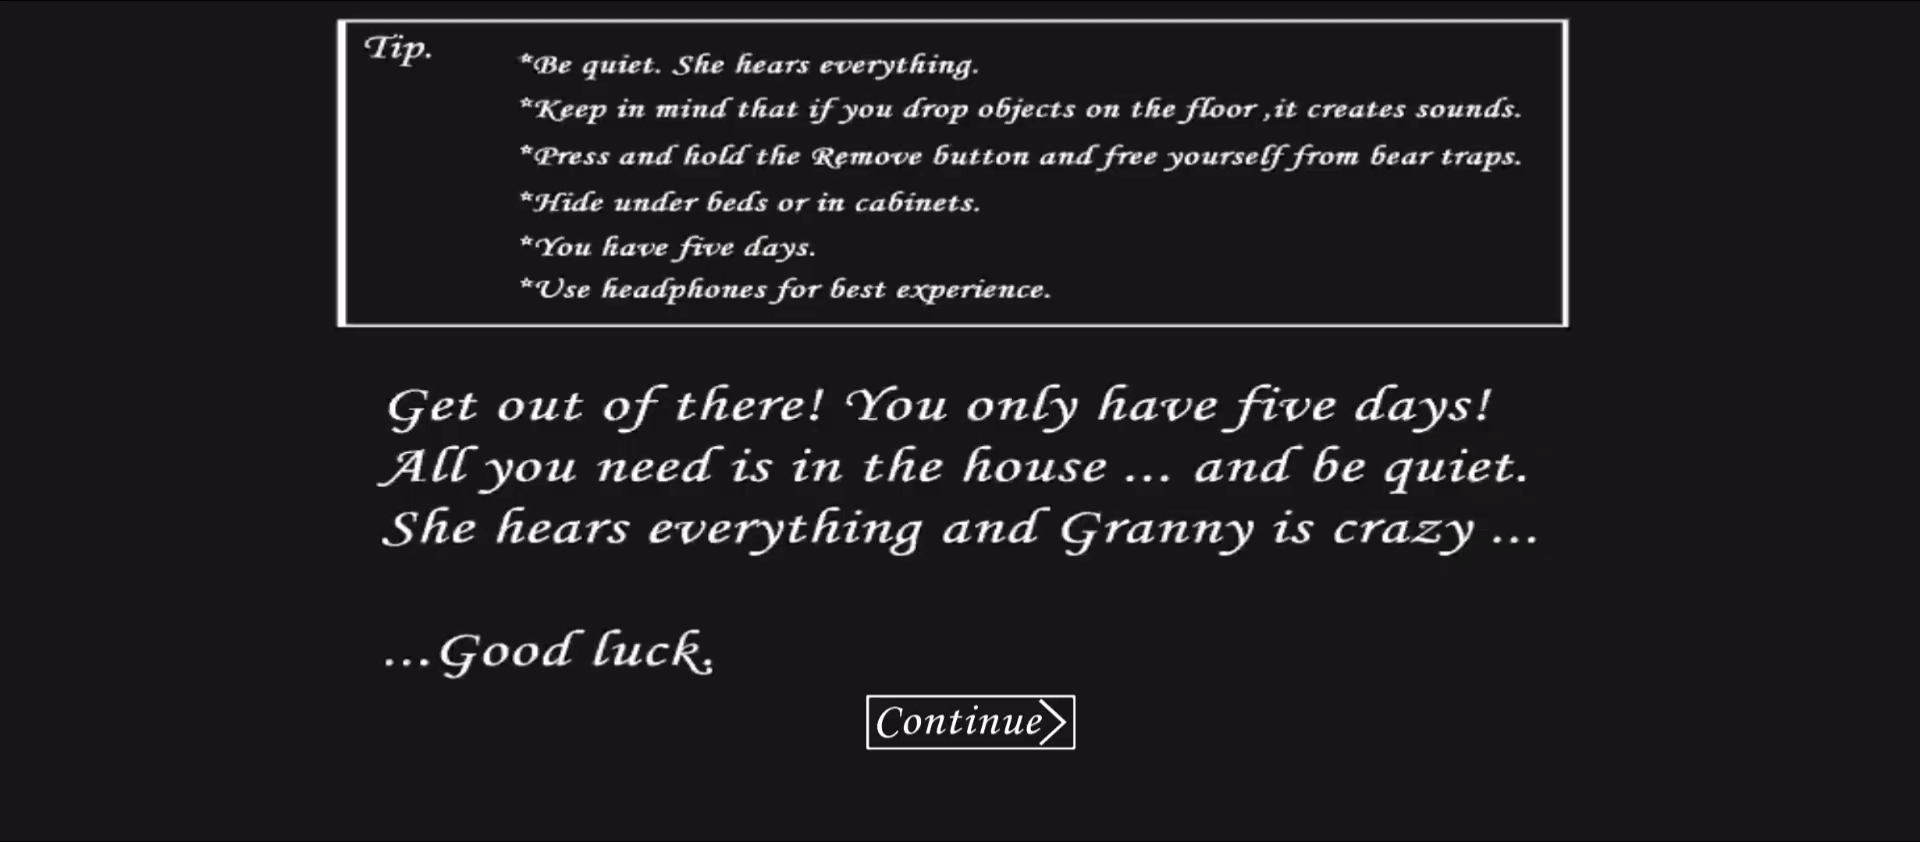 Tip.
*Be quiet. She hears everything.
*Keep in mind that if you drop objects on the floor ,it creates sounds.
*Press and hold the Remove button and free yourself from bear traps.
*Hide under beds or in cabinets.
*You have five days.
*Use headphones for best experience.
Get out of there! You only have five days!
All you need is in the house ... and be quiet.
She hears everything and Granny is crazy ...
...Good luck.
Continue>